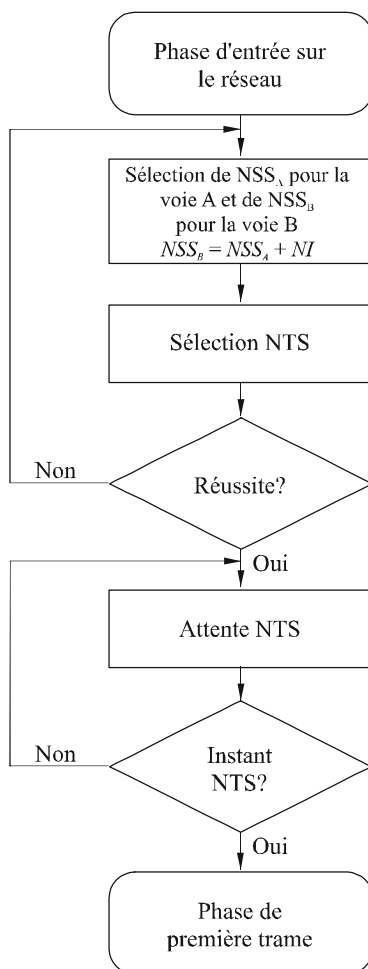 Phase d'entrée sur
le réseau
Sélection de NSS_A pour la
voie A et de NSS_B
pour la voie B
NSS_B = NSS_A + NI
Sélection NTS
Non
Réussite?
Oui
Attente NTS
Non
Instant
NTS?
Oui
Phase de
première trame